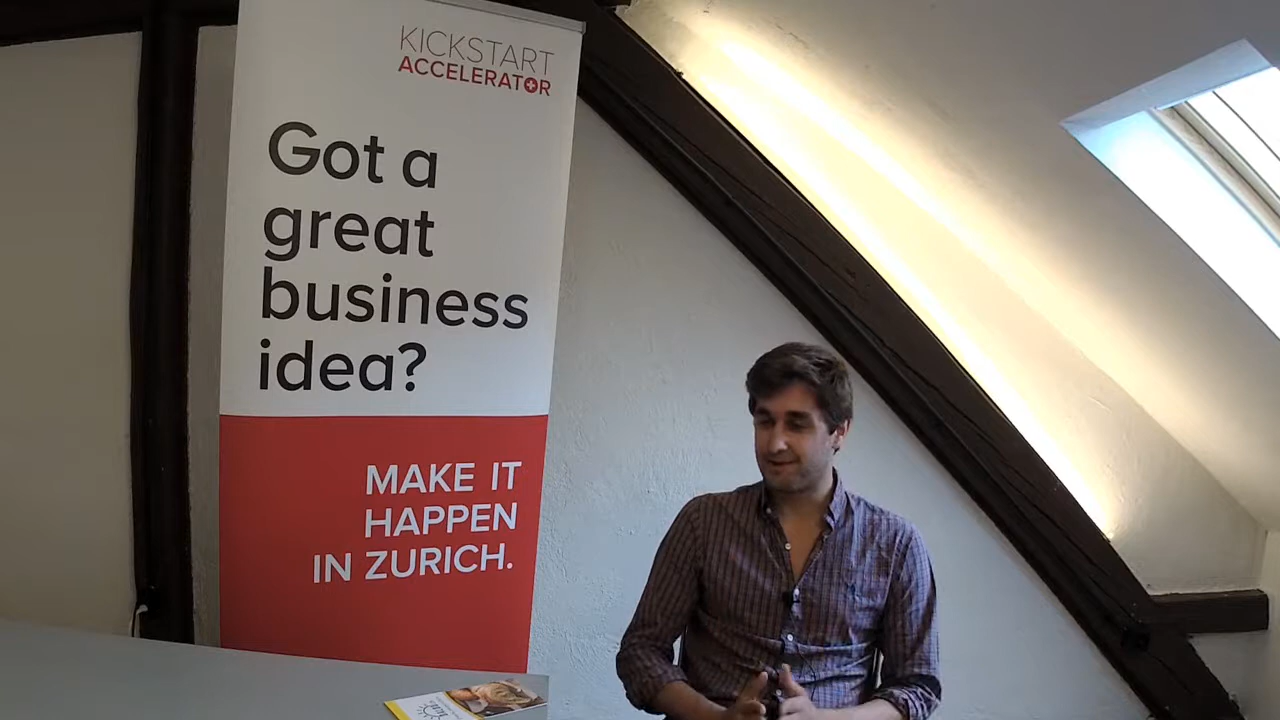 KICKSTART
ACCELERATOR
Got a
great
business
idea?
MAKE IT
HAPPEN
IN ZURICH.